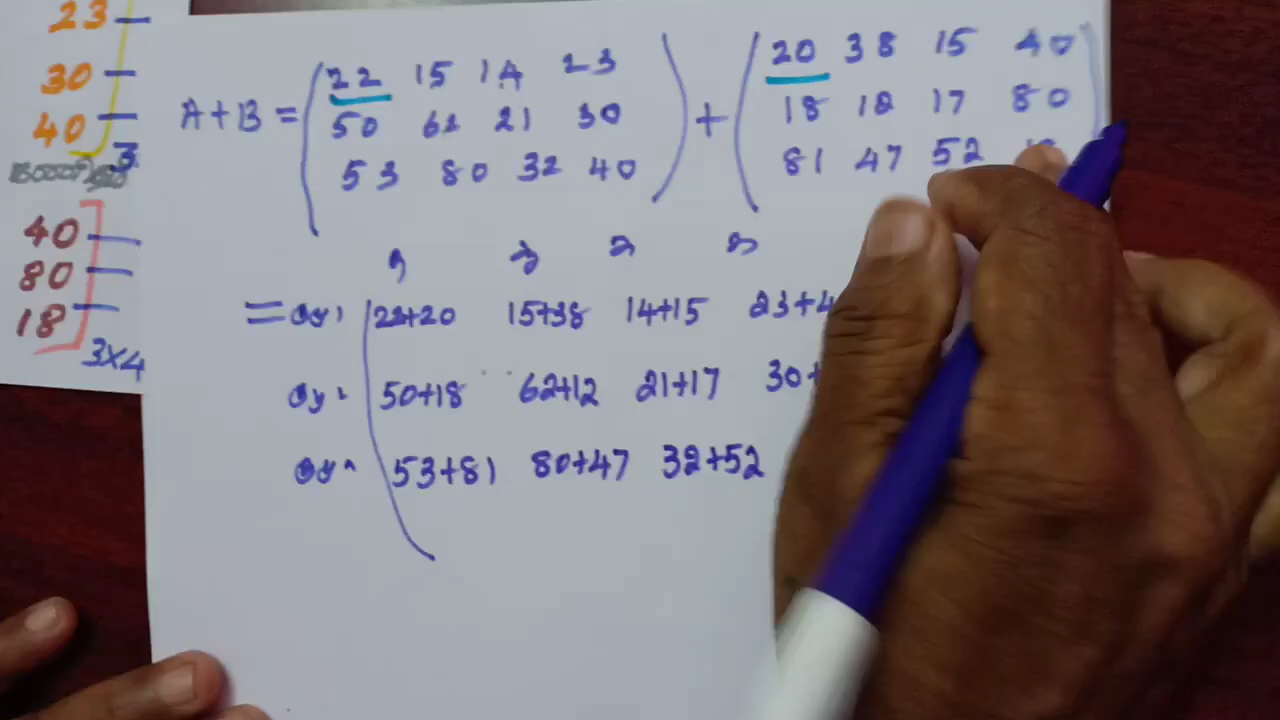 23
30
40
3
40
80
18
3x4
A+B = ( 22 15 14 23 ) + ( 20 38 15 40
50 62 21 30 18 12 17 80
53 80 32 40 81 47 52
= 22+20 15+38 14+15 23+4
50+18 62+12 21+17 30+
53+81 80+47 32+52